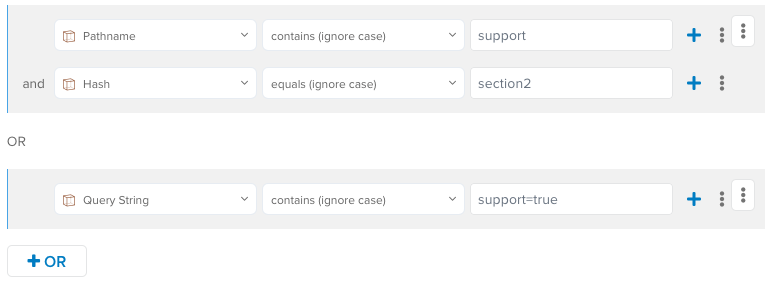 Pathname contains (ignore case) support
and Hash equals (ignore case) section2
OR
Query String contains (ignore case) support=true
+ OR